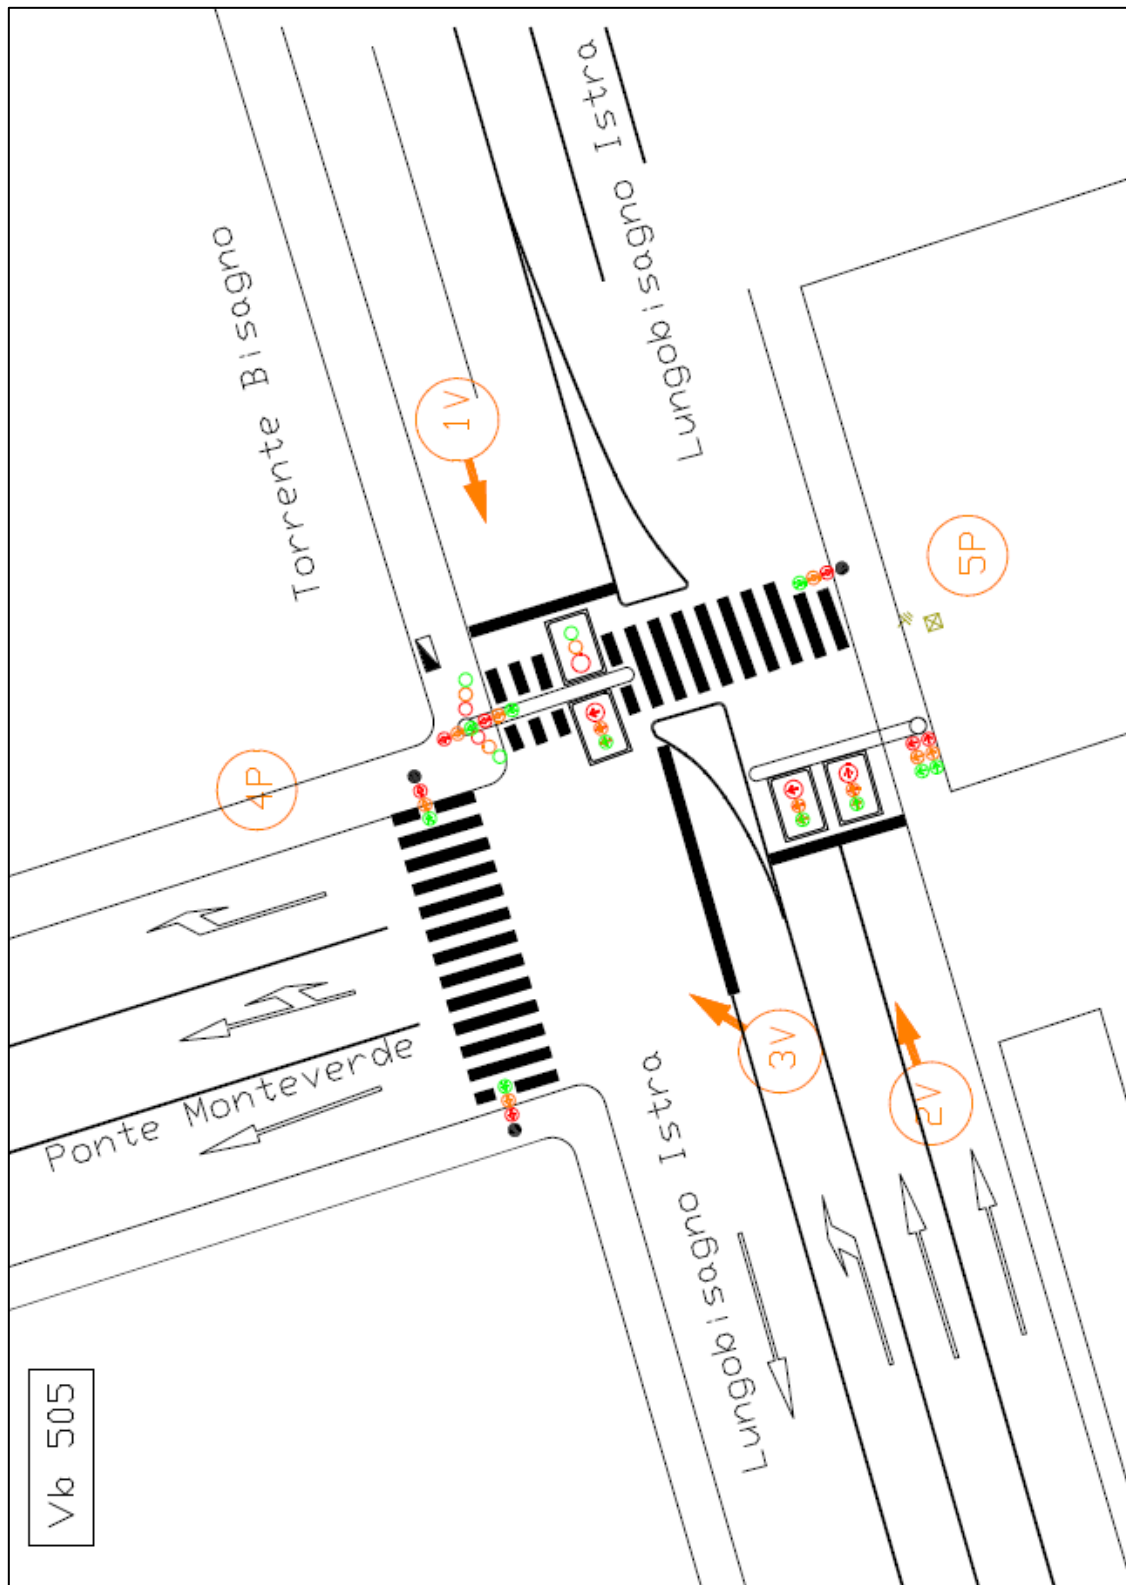 Lungobisagno Istra
Torrente Bisagno
1V
5P
4P
Ponte Monteverde
3V
2V
Lungobisagno Istra
Vb 505